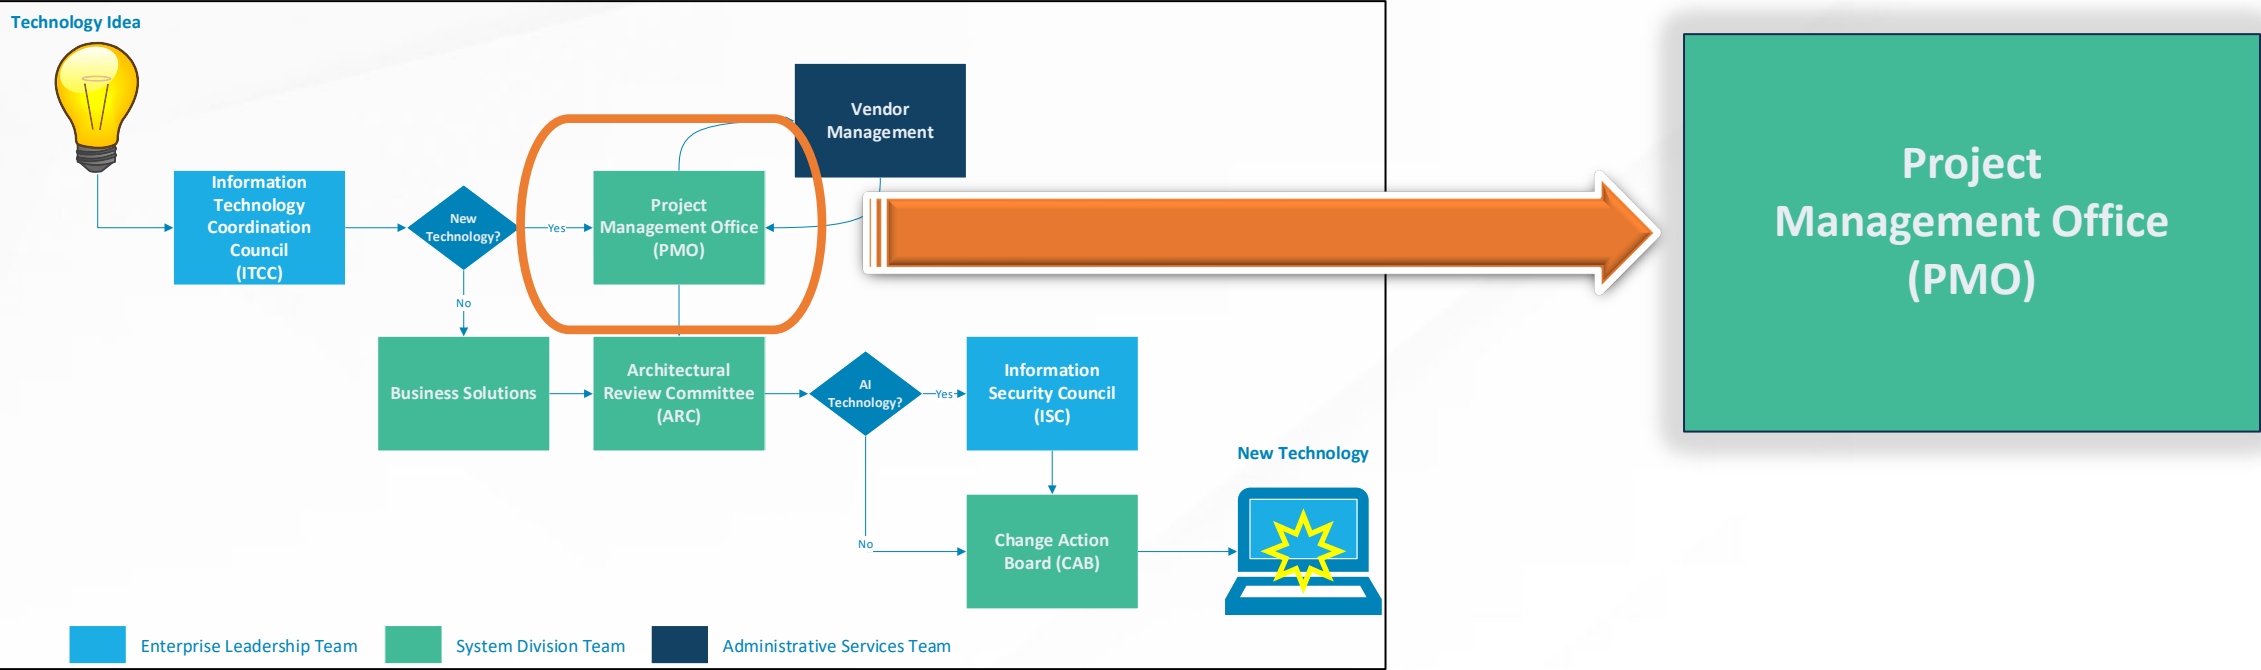 Technology Idea
Information
Technology
Coordination
Council
(ITCC)
New
Technology?
Yes
No
Project
Management Office
(PMO)
Vendor
Management
Business Solutions
Architectural
Review Committee
(ARC)
AI
Technology?
Yes
No
Information
Security Council
(ISC)
Change Action
Board (CAB)
New Technology
Enterprise Leadership Team
System Division Team
Administrative Services Team
Project
Management Office
(PMO)